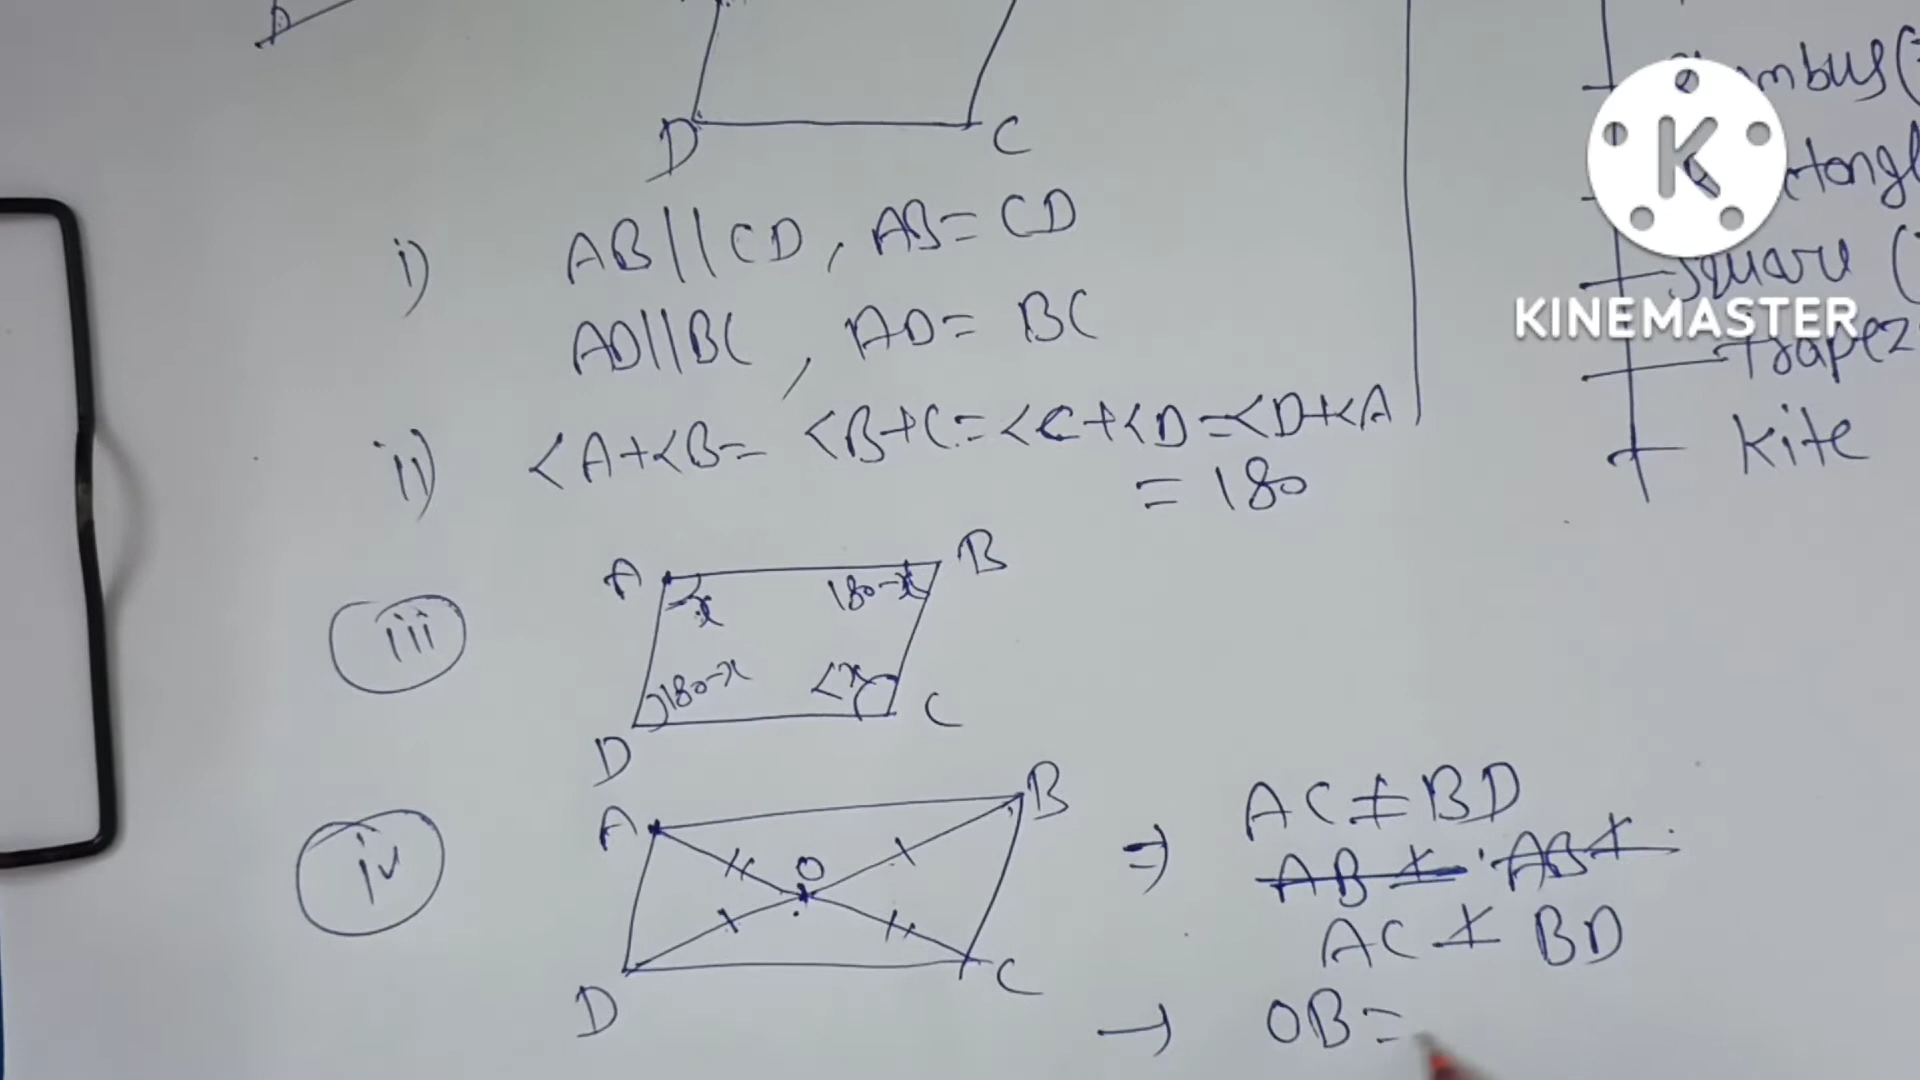 D
D C
i) AB||CD, AB=CD
AD||BC, AD=BC
ii) <A+<B= <B+C=<C+<D=<D+<A
=180
iii
A B
x 180-x
180-x <x
D C
iv
A B
O
D C
⇒ AC≠BD
AC ⊥ BD
→ OB=
Square (
Kite
K
KINEMASTER